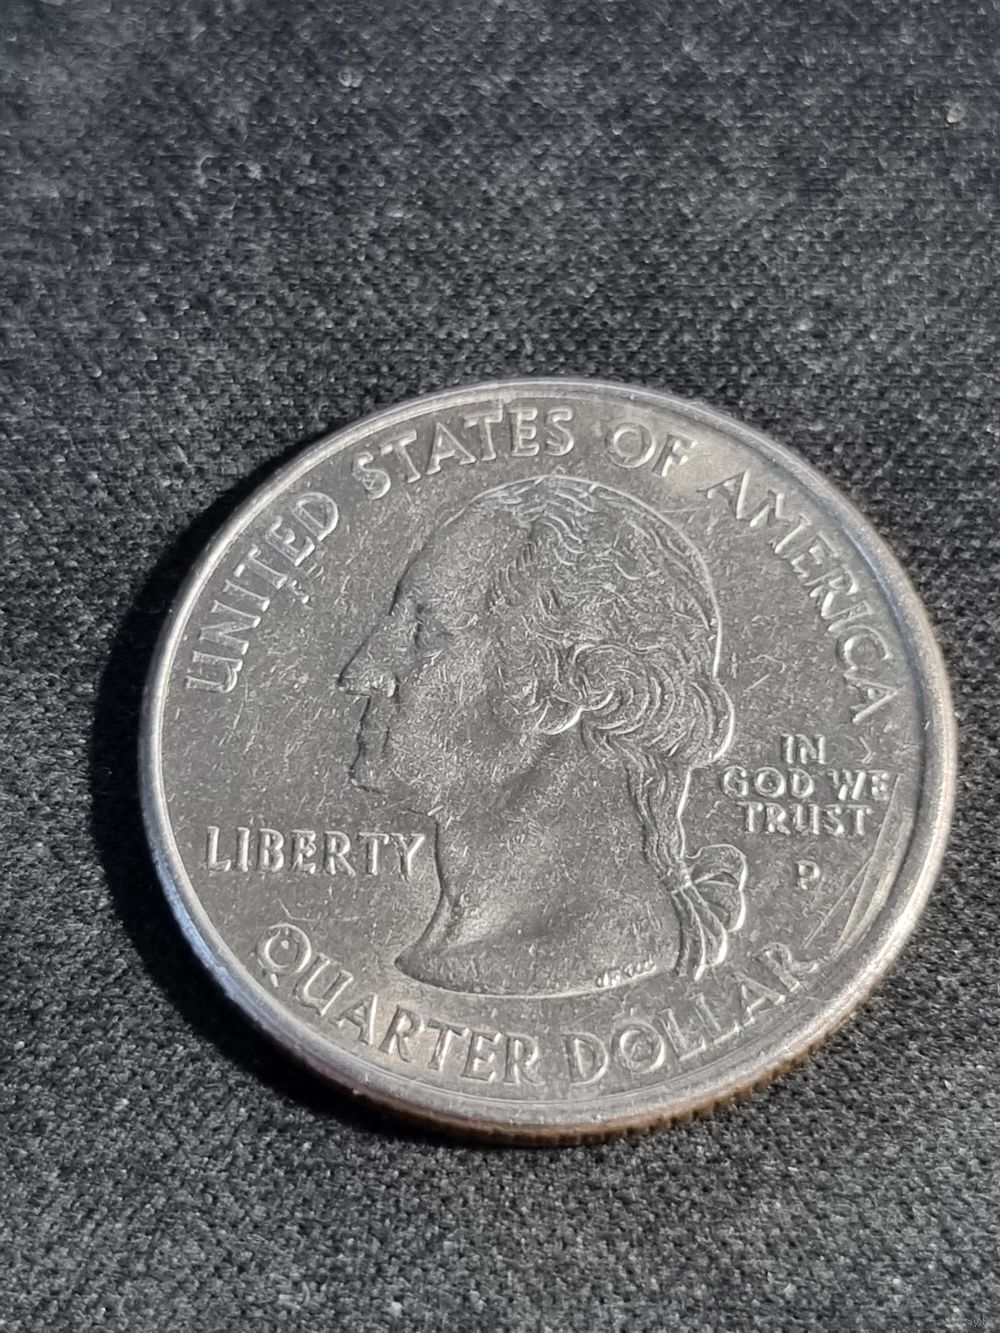 UNITED STATES OF AMERICA
LIBERTY
IN
GOD WE
TRUST
P
QUARTER DOLLAR